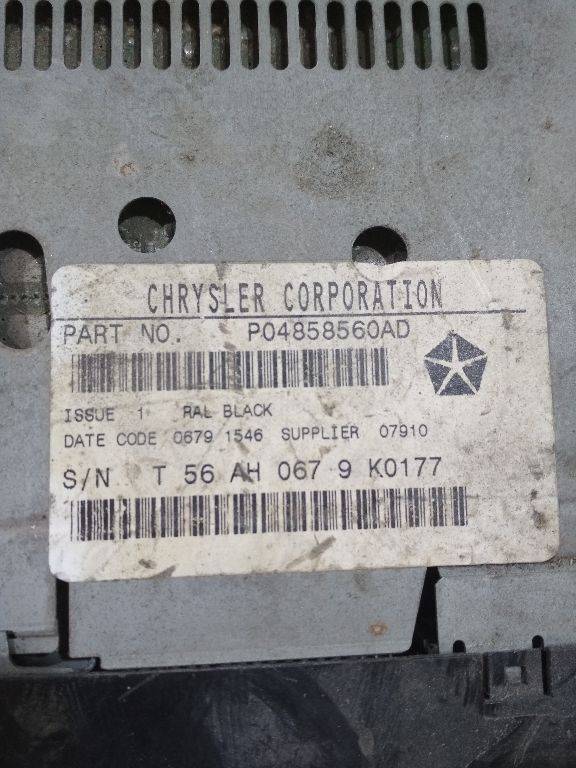 CHRYSLER CORPORATION
PART NO. P04858560AD
ISSUE 1 RAL BLACK
DATE CODE 0679 1546 SUPPLIER 07910
S/N T 56 AH 067 9 K0177